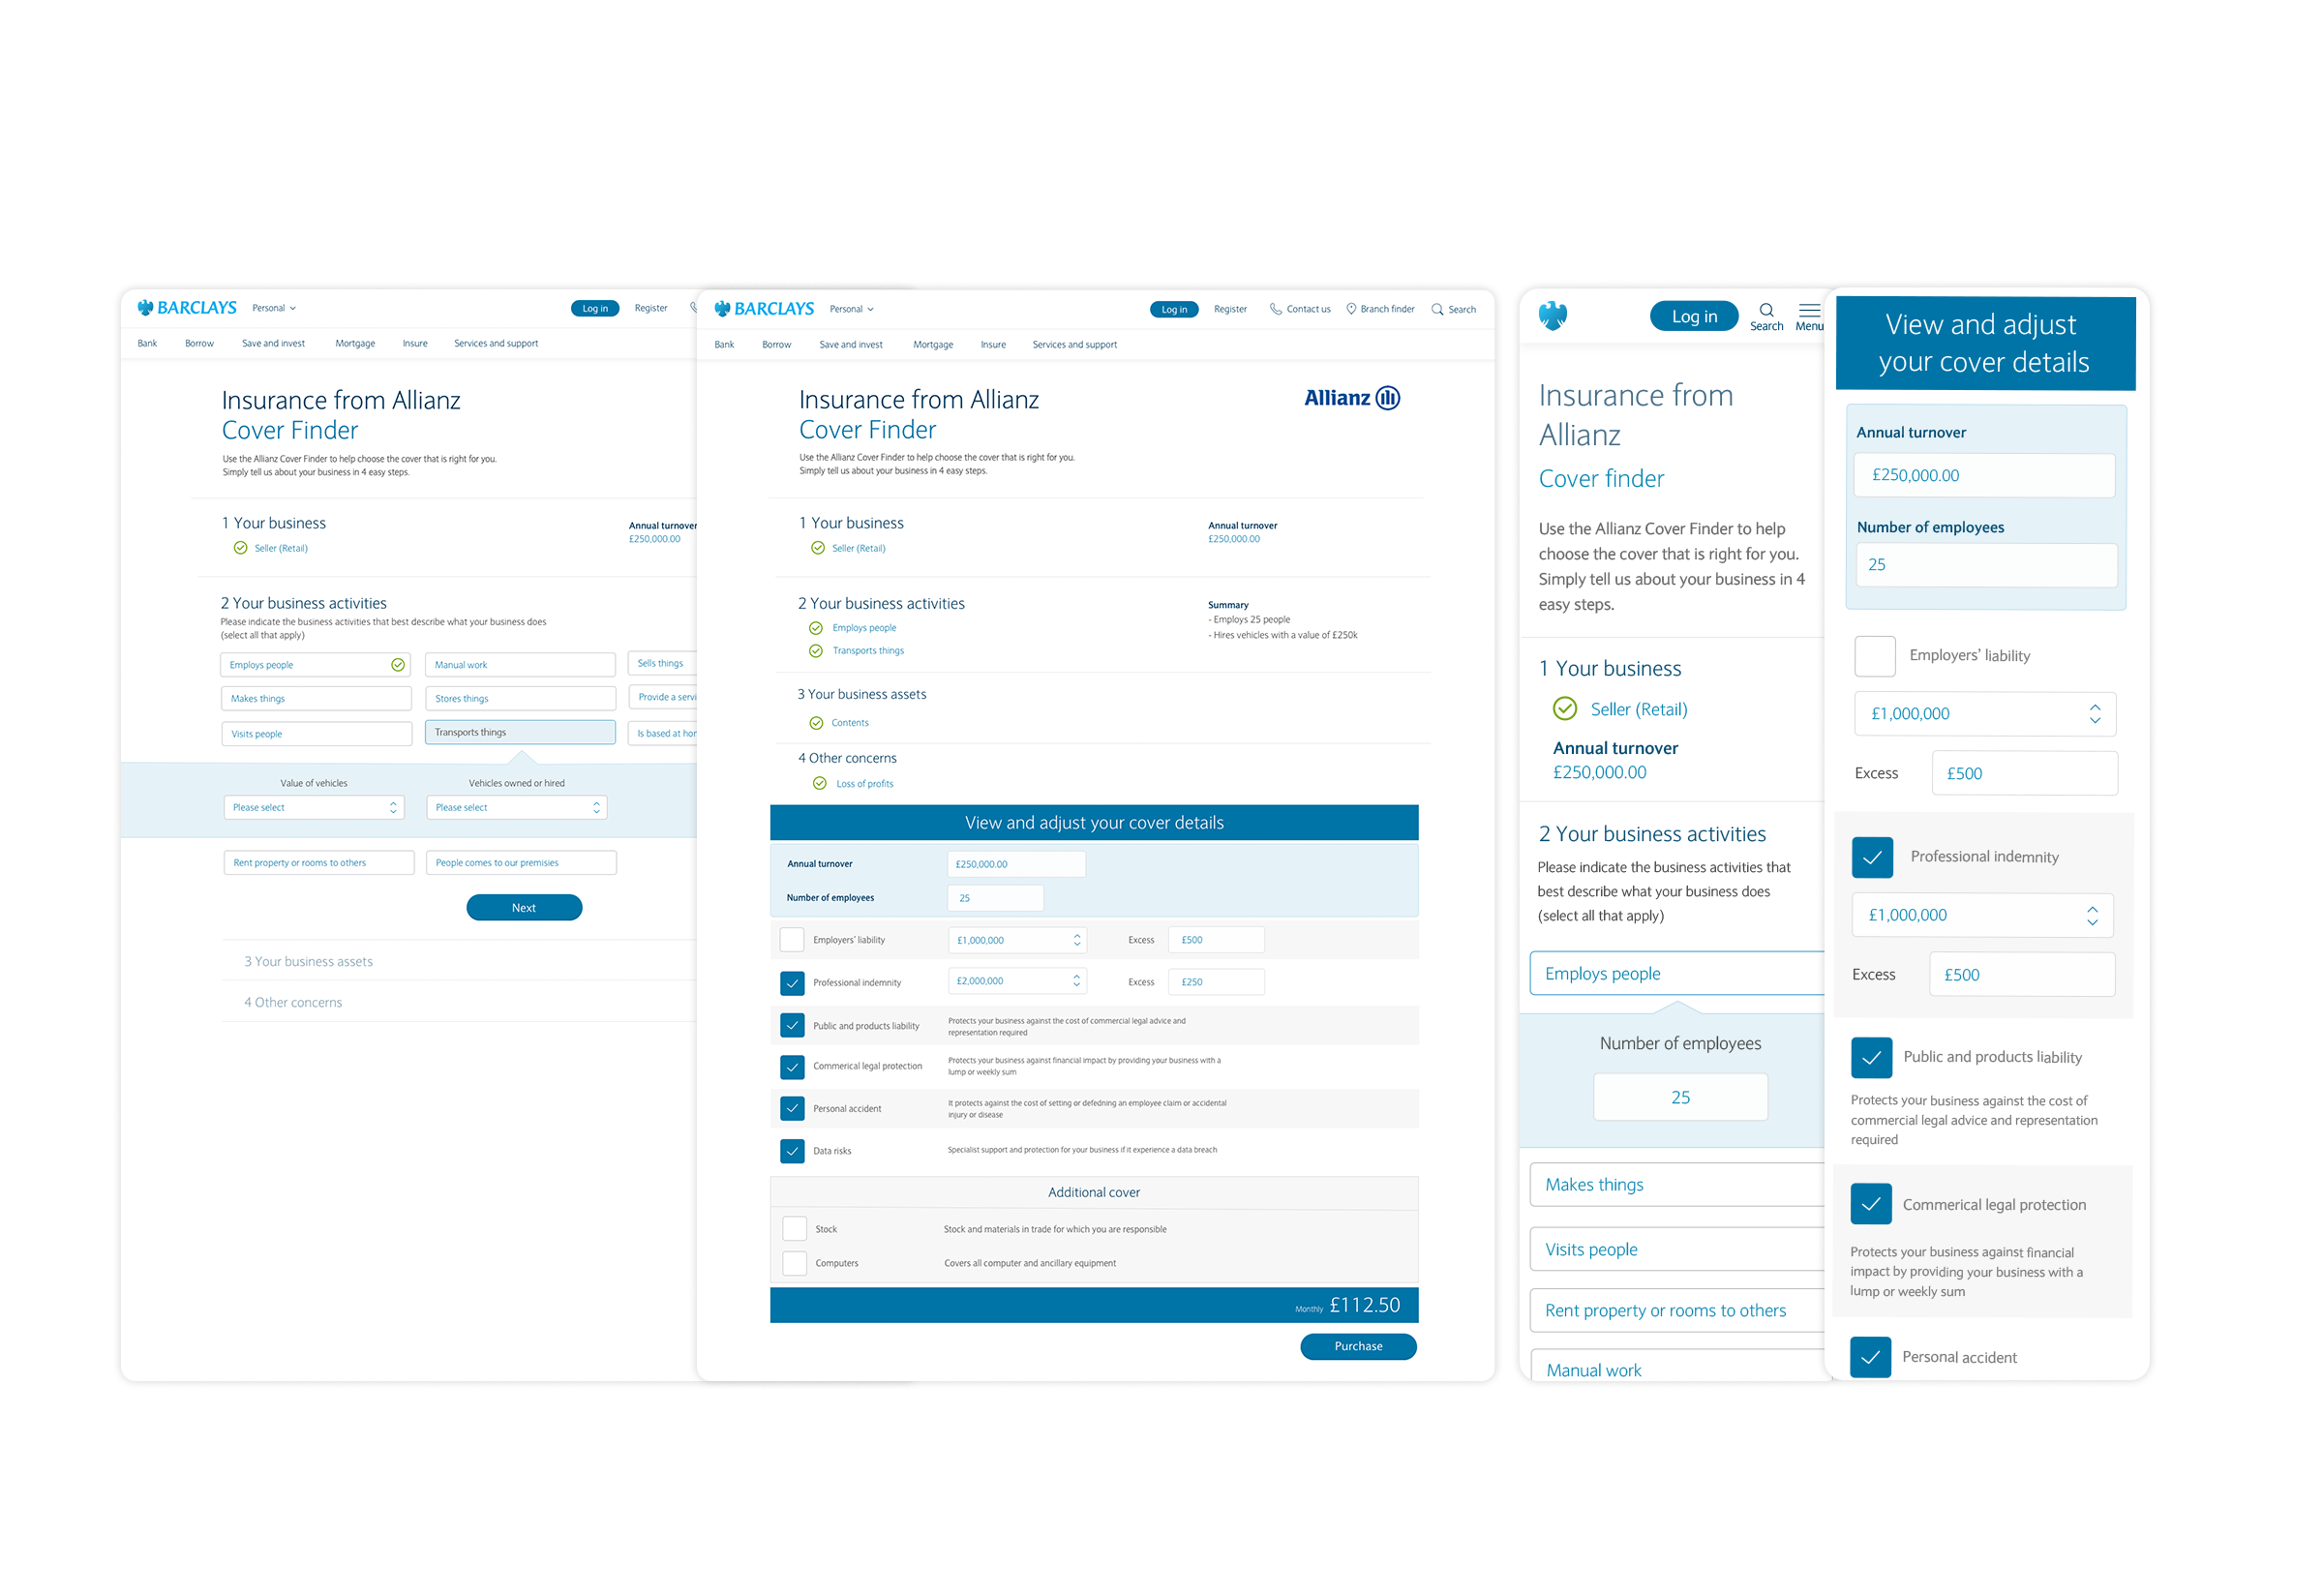 BARCLAYS Personal Log in Register
Bank Borrow Save and invest Mortgage Insure Services and support
Insurance from Allianz
Cover Finder
Use the Allianz Cover Finder to help choose the cover that is right for you.
Simply tell us about your business in 4 easy steps.
1 Your business
Seller (Retail)
Annual turnover
£250,000.00
2 Your business activities
Please indicate the business activities that best describe what your business does
(select all that apply)
Employs people Manual work Sells things
Makes things Stores things Provide a servi
Visits people Transports things Is based at hor
Value of vehicles Vehicles owned or hired
Please select Please select
Rent property or rooms to others People comes to our premisies
Next
3 Your business assets
4 Other concerns
BARCLAYS Personal Log in Register Contact us Branch finder Search
Bank Borrow Save and invest Mortgage Insure Services and support
Insurance from Allianz
Cover Finder
Allianz
Use the Allianz Cover Finder to help choose the cover that is right for you.
Simply tell us about your business in 4 easy steps.
1 Your business
Seller (Retail)
Annual turnover
£250,000.00
2 Your business activities
Employs people
Transports things
Summary
- Employs 25 people
- Hires vehicles with a value of £250k
3 Your business assets
Contents
4 Other concerns
Loss of profits
View and adjust your cover details
Annual turnover £250,000.00
Number of employees 25
Employers' liability £1,000,000 Excess £500
Professional indemnity £2,000,000 Excess £250
Public and products liability
Protects your business against the cost of commercial legal advice and
representation required
Commerical legal protection
Protects your business against financial impact by providing your business with a
lump or weekly sum
Personal accident
It protects against the cost of setting or defedning an employee claim or accidental
injury or disease
Data risks Specialist support and protection for your business if it experience a data breach
Additional cover
Stock Stock and materials in trade for which you are responsible
Computers Covers all computer and ancillary equipment
Monthly £112.50
Purchase
Log in Search Menu
Insurance from
Allianz
Cover finder
Use the Allianz Cover Finder to help
choose the cover that is right for you.
Simply tell us about your business in 4
easy steps.
1 Your business
Seller (Retail)
Annual turnover
£250,000.00
2 Your business activities
Please indicate the business activities that
best describe what your business does
(select all that apply)
Employs people
Number of employees
25
Makes things
Visits people
Rent property or rooms to others
Manual work
View and adjust
your cover details
Annual turnover
£250,000.00
Number of employees
25
Employers' liability
£1,000,000
Excess £500
Professional indemnity
£1,000,000
Excess £500
Public and products liability
Protects your business against the cost of
commercial legal advice and representation
required
Commerical legal protection
Protects your business against financial
impact by providing your business with a
lump or weekly sum
Personal accident